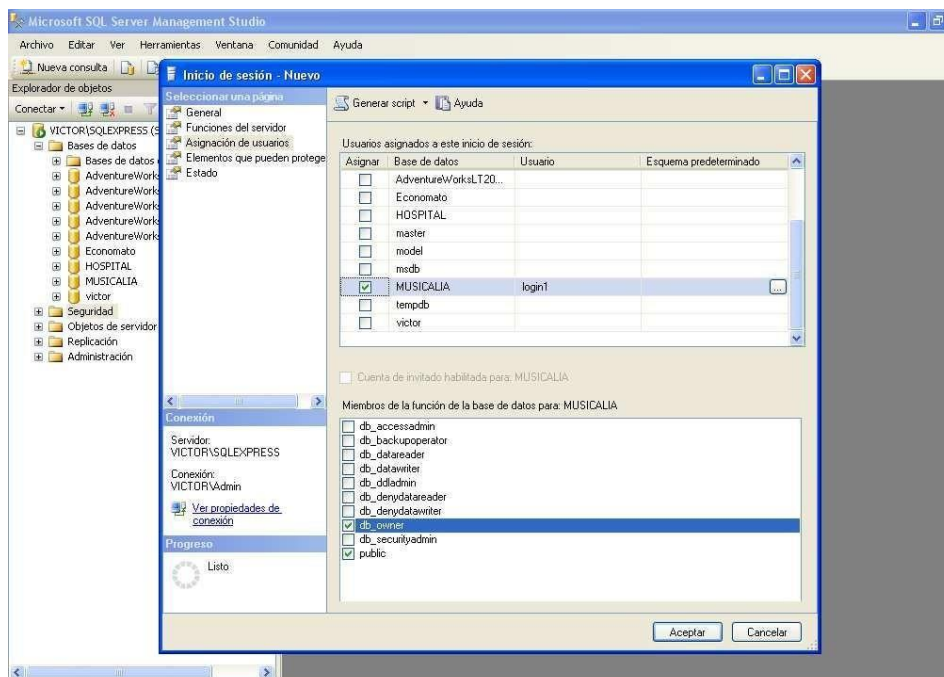 Microsoft SQL Server Management Studio
Archivo Editar Ver Herramientas Ventana Comunidad Ayuda
Nueva consulta
Explorador de objetos
Conectar
VICTOR\SQLEXPRESS (S
Bases de datos
Bases de datos
AdventureWork
AdventureWork
AdventureWork
AdventureWork
AdventureWork
Economato
HOSPITAL
MUSICALIA
victor
Seguridad
Objetos de servidor
Replicación
Administración
Inicio de sesión - Nuevo
Seleccionar una página
General
Funciones del servidor
Asignación de usuarios
Elementos que pueden protege
Estado
Conexión
Servidor:
VICTOR\SQLEXPRESS
Conexión:
VICTOR\Admin
Ver propiedades de
conexión
Progreso
Listo
Generar script Ayuda
Usuarios asignados a este inicio de sesión:
Asignar Base de datos Usuario Esquema predeterminado
AdventureWorksLT20...
Economato
HOSPITAL
master
model
msdb
MUSICALIA login1 ...
tempdb
victor
Cuenta de invitado habilitada para: MUSICALIA
Miembros de la función de la base de datos para: MUSICALIA
db_accessadmin
db_backupoperator
db_datareader
db_datawriter
db_ddladmin
db_denydatareader
db_denydatawriter
db_owner
db_securityadmin
public
Aceptar Cancelar